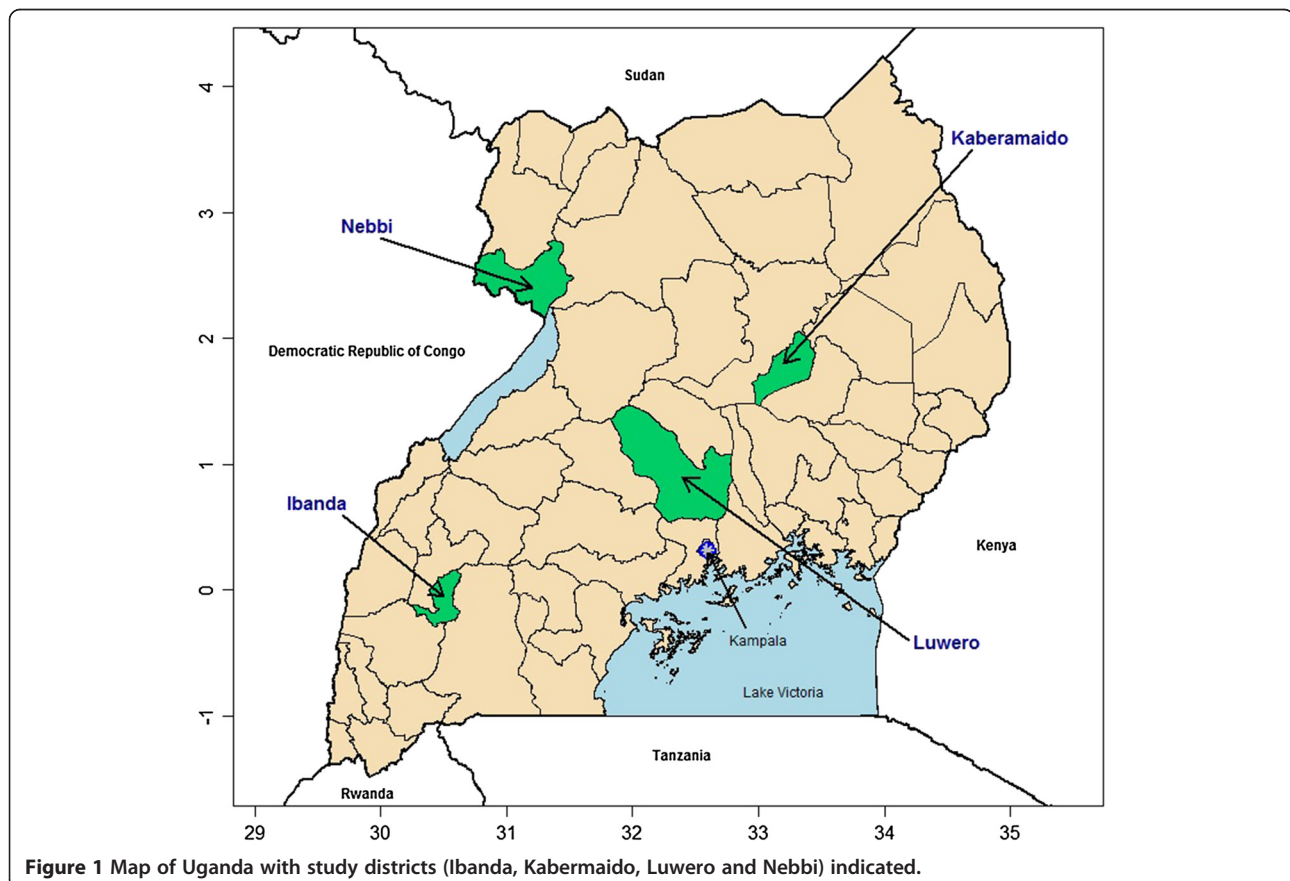 Sudan
Kaberamaido
Nebbi
Democratic Republic of Congo
Ibanda
Kenya
Kampala
Luwero
Lake Victoria
Tanzania
Rwanda
4
3
2
1
0
-1
29 30 31 32 33 34 35
Figure 1 Map of Uganda with study districts (Ibanda, Kabermaido, Luwero and Nebbi) indicated.